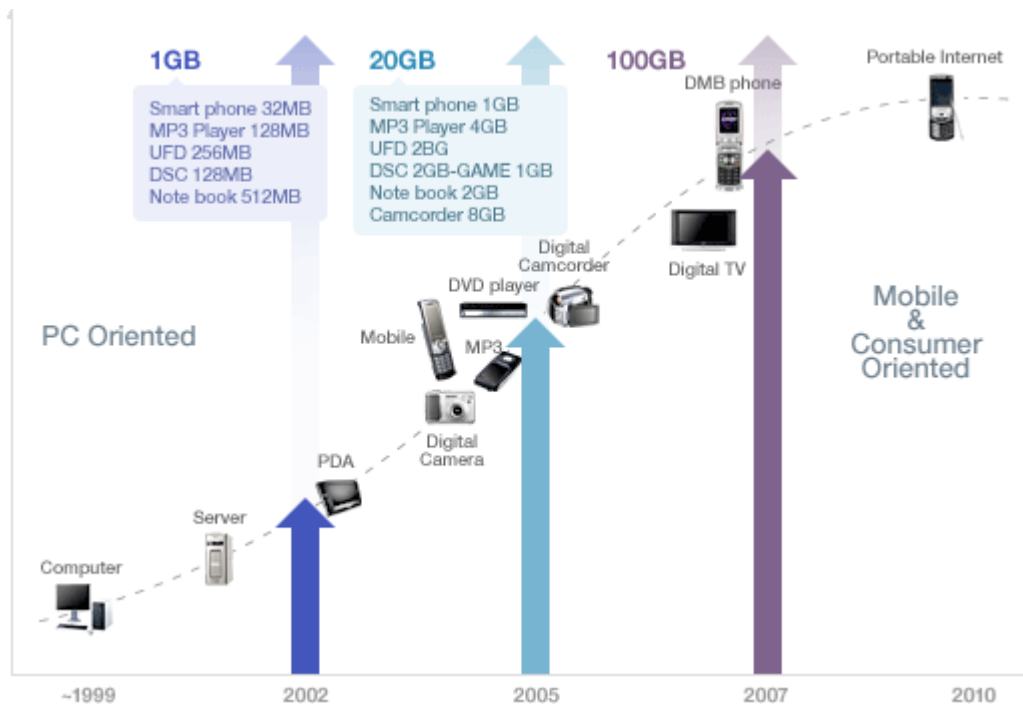 1GB
Smart phone 32MB
MP3 Player 128MB
UFD 256MB
DSC 128MB
Note book 512MB
20GB
Smart phone 1GB
MP3 Player 4GB
UFD 2BG
DSC 2GB-GAME 1GB
Note book 2GB
Camcorder 8GB
100GB
DMB phone
Portable Internet
Digital TV
Digital
Camcorder
DVD player
Mobile
MP3
Digital
Camera
PC Oriented
Mobile
&
Consumer
Oriented
PDA
Server
Computer
~1999
2002
2005
2007
2010